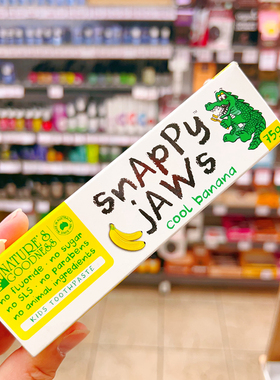 snAPPy
jAWs
cool banana
75g
NATURE'S
GOODNESS
no fluoride no sugar
no SLS no parabens
no animal ingredients
KIDS TOOTHPASTE